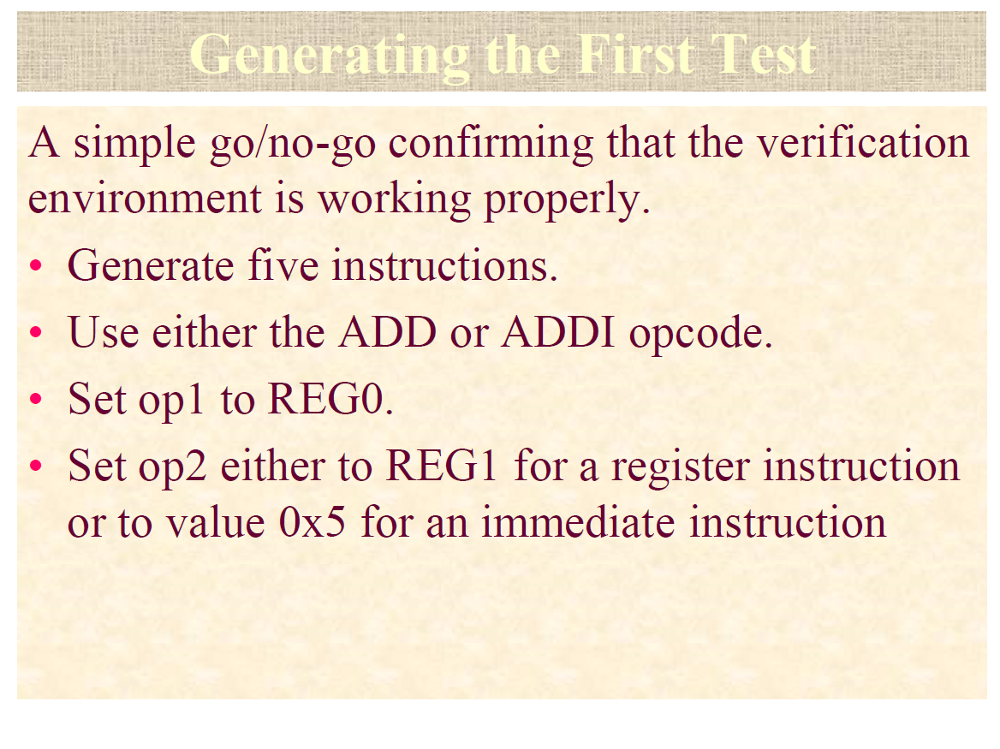 Generating the First Test
A simple go/no-go confirming that the verification
environment is working properly.
• Generate five instructions.
• Use either the ADD or ADDI opcode.
• Set op1 to REG0.
• Set op2 either to REG1 for a register instruction
or to value 0x5 for an immediate instruction